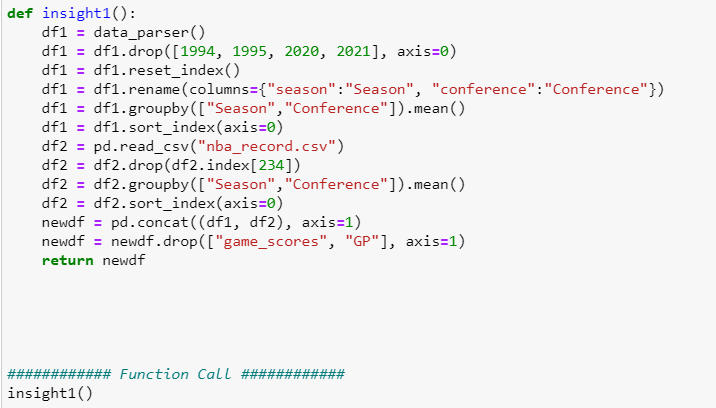 def insight1():
    df1 = data_parser()
    df1 = df1.drop([1994, 1995, 2020, 2021], axis=0)
    df1 = df1.reset_index()
    df1 = df1.rename(columns={"season":"Season", "conference":"Conference"})
    df1 = df1.groupby(["Season","Conference"]).mean()
    df1 = df1.sort_index(axis=0)
    df2 = pd.read_csv("nba_record.csv")
    df2 = df2.drop(df2.index[234])
    df2 = df2.groupby(["Season","Conference"]).mean()
    df2 = df2.sort_index(axis=0)
    newdf = pd.concat((df1, df2), axis=1)
    newdf = newdf.drop(["game_scores", "GP"], axis=1)
    return newdf
############ Function Call ############
insight1()